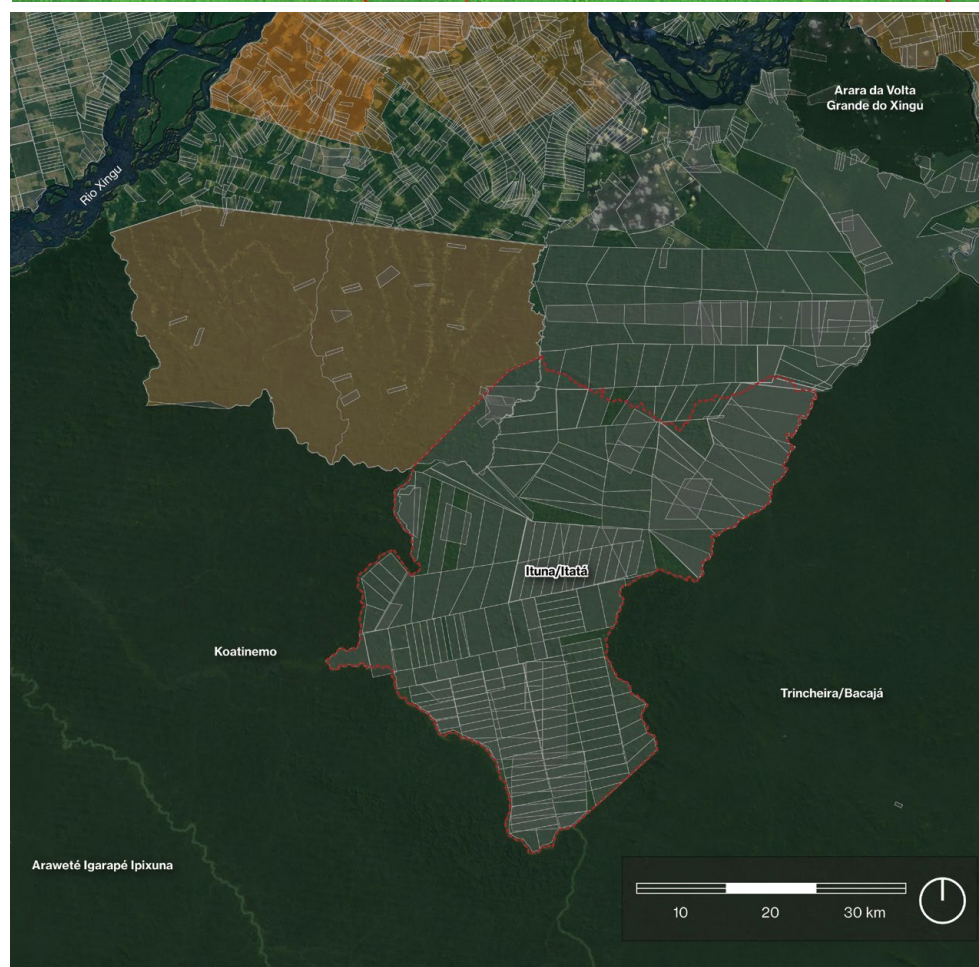 Arara da Volta
Grande do Xingu
Rio Xingu
Ituna/Itatá
Koatinemo
Trincheira/Bacajá
Araweté Igarapé Ipixuna
10 20 30 km